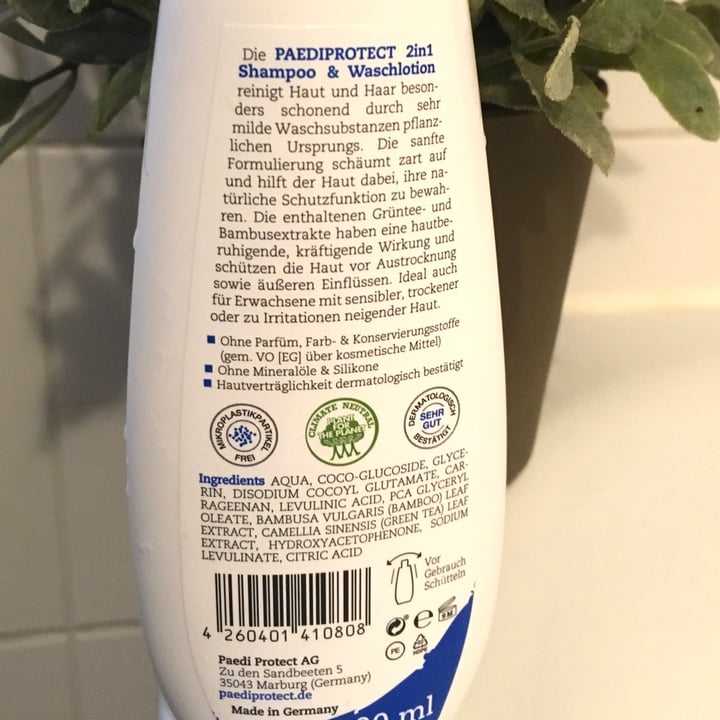 Die PAEDIPROTECT 2in1
Shampoo & Waschlotion
reinigt Haut und Haar beson-
ders schonend durch sehr
milde Waschsubstanzen pflanz-
lichen Ursprungs. Die sanfte
Formulierung schäumt zart auf
und hilft der Haut dabei, ihre na-
türliche Schutzfunktion zu bewah-
ren. Die enthaltenen Grüntee- und
Bambusextrakte haben eine hautbe-
ruhigende, kräftigende Wirkung und
schützen die Haut vor Austrocknung
sowie äußeren Einflüssen. Ideal auch
für Erwachsene mit sensibler, trockener
oder zu Irritationen neigender Haut.
Ohne Parfüm, Farb- & Konservierungsstoffe
(gem. VO [EG] über kosmetische Mittel)
Ohne Mineralöle & Silikone
Hautverträglichkeit dermatologisch bestätigt
MIKROPLASTIKPARTIKEL
FREI
CLIMATE NEUTRAL
PLANT
FOR
THE PLANET
DERMATOLOGISCH
SEHR
GUT
BESTÄTIGT
Ingredients AQUA, COCO-GLUCOSIDE, GLYCE-
RIN, DISODIUM COCOYL GLUTAMATE, CAR-
RAGEENAN, LEVULINIC ACID, PCA GLYCERYL
OLEATE, BAMBUSA VULGARIS (BAMBOO) LEAF
EXTRACT, CAMELLIA SINENSIS (GREEN TEA) LEAF
EXTRACT, HYDROXYACETOPHENONE, SODIUM
LEVULINATE, CITRIC ACID
Vor
Gebrauch
Schütteln
4 260401 410808
PE
HDPE
Paedi Protect AG
Zu den Sandbeeten 5
35043 Marburg (Germany)
paediprotect.de
Made in Germany
ml